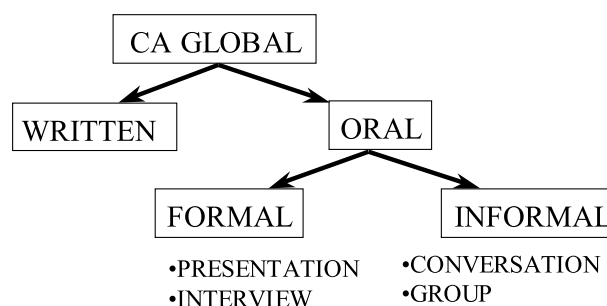 CA GLOBAL
WRITTEN
ORAL
FORMAL
INFORMAL
•PRESENTATION
•INTERVIEW
•CONVERSATION
•GROUP